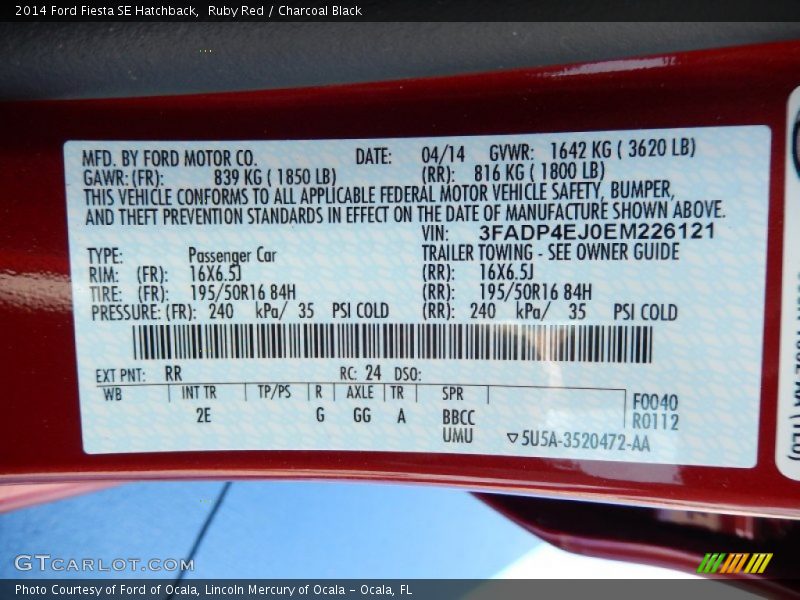 2014 Ford Fiesta SE Hatchback, Ruby Red / Charcoal Black
MFD. BY FORD MOTOR CO. DATE: 04/14 GVWR: 1642 KG ( 3620 LB)
GAWR: (FR): 839 KG ( 1850 LB) (RR): 816 KG ( 1800 LB)
THIS VEHICLE CONFORMS TO ALL APPLICABLE FEDERAL MOTOR VEHICLE SAFETY, BUMPER,
AND THEFT PREVENTION STANDARDS IN EFFECT ON THE DATE OF MANUFACTURE SHOWN ABOVE.
VIN: 3FADP4EJ0EM226121
TYPE: Passenger Car TRAILER TOWING - SEE OWNER GUIDE
RIM: (FR): 16X6.5J (RR): 16X6.5J
TIRE: (FR): 195/50R16 84H (RR): 195/50R16 84H
PRESSURE: (FR): 240 kPa/ 35 PSI COLD (RR): 240 kPa/ 35 PSI COLD
EXT PNT: RR RC: 24 DSO:
WB INT TR TP/PS R AXLE TR SPR F0040
2E G GG A BBCC R0112
UMU ▽5U5A-3520472-AA
GTCARLOT.COM
Photo Courtesy of Ford of Ocala, Lincoln Mercury of Ocala - Ocala, FL